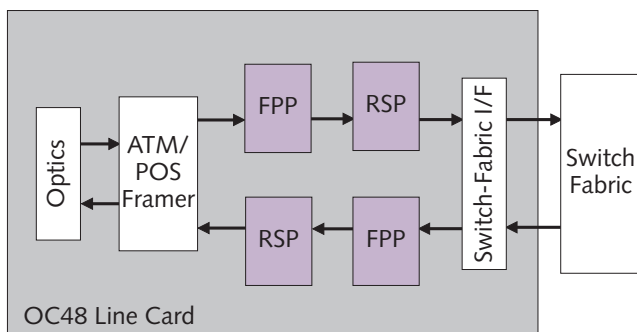 FPP
RSP
Optics
ATM/
POS
Framer
Switch-Fabric I/F
Switch
Fabric
RSP
FPP
OC48 Line Card